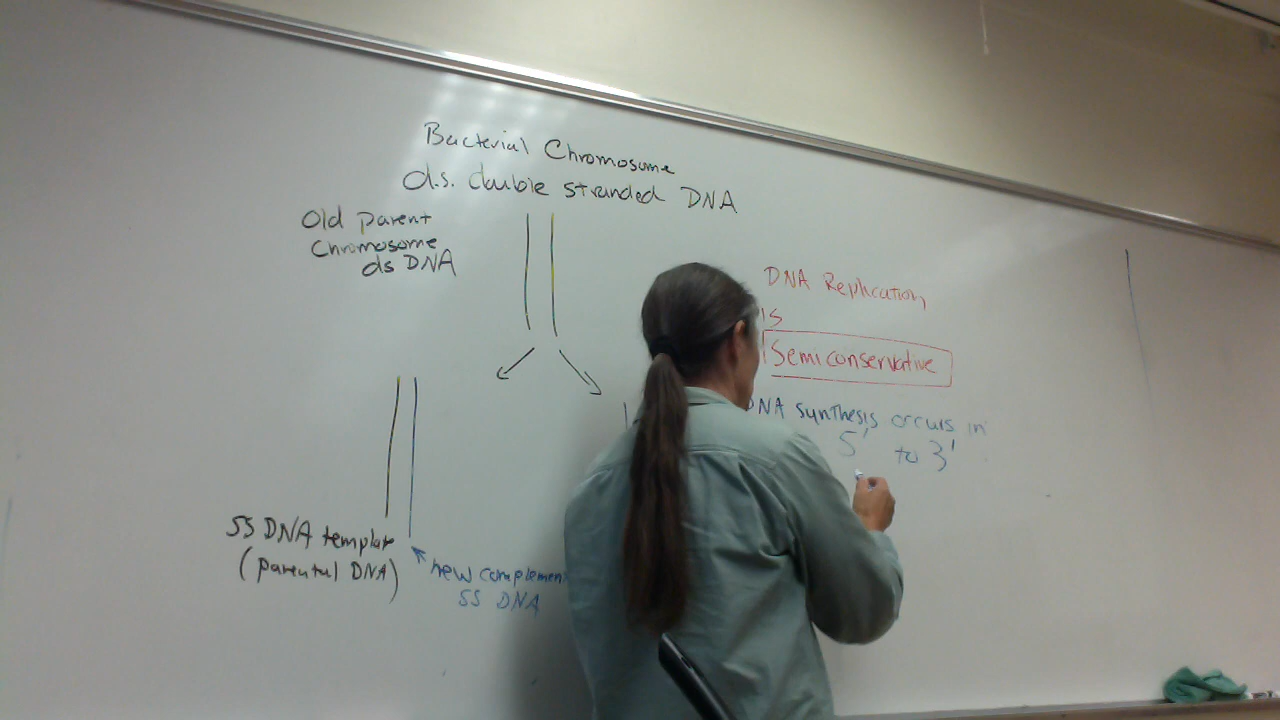 Bacterial Chromosome
d.s. double stranded DNA
Old parent
Chromosome
ds DNA
DNA Replication
is
Semiconservative
DNA synthesis occurs in
5' to 3'
SS DNA template
(parental DNA)
new complemen
SS DNA